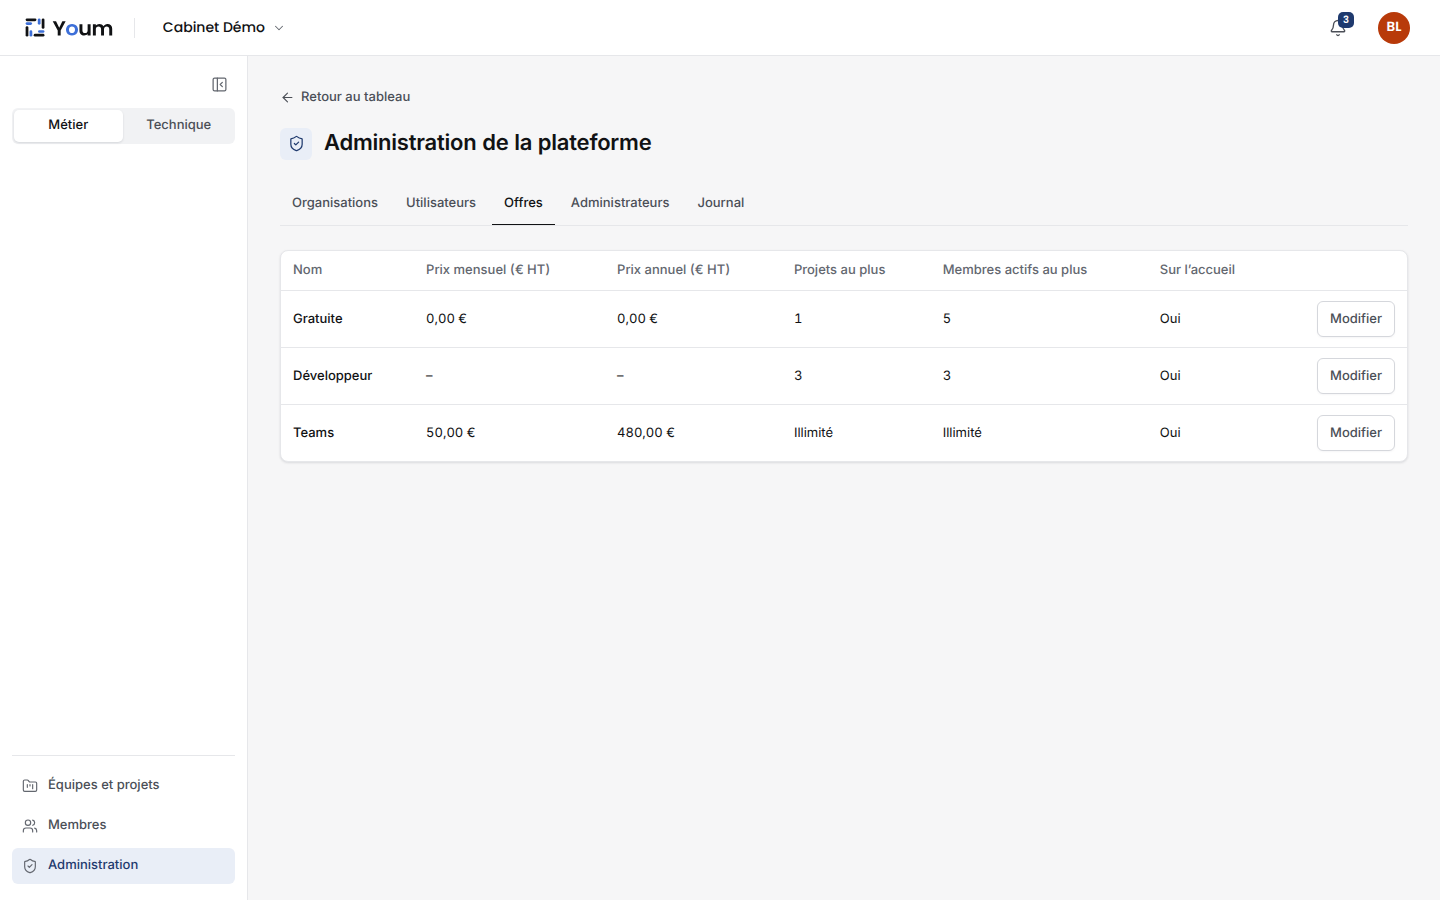 Youm
Cabinet Démo
3
BL
Métier
Technique
Retour au tableau
Administration de la plateforme
Organisations
Utilisateurs
Offres
Administrateurs
Journal
Nom Prix mensuel (€ HT) Prix annuel (€ HT) Projets au plus Membres actifs au plus Sur l’accueil
Gratuite 0,00 € 0,00 € 1 5 Oui Modifier
Développeur – – 3 3 Oui Modifier
Teams 50,00 € 480,00 € Illimité Illimité Oui Modifier
Équipes et projets
Membres
Administration